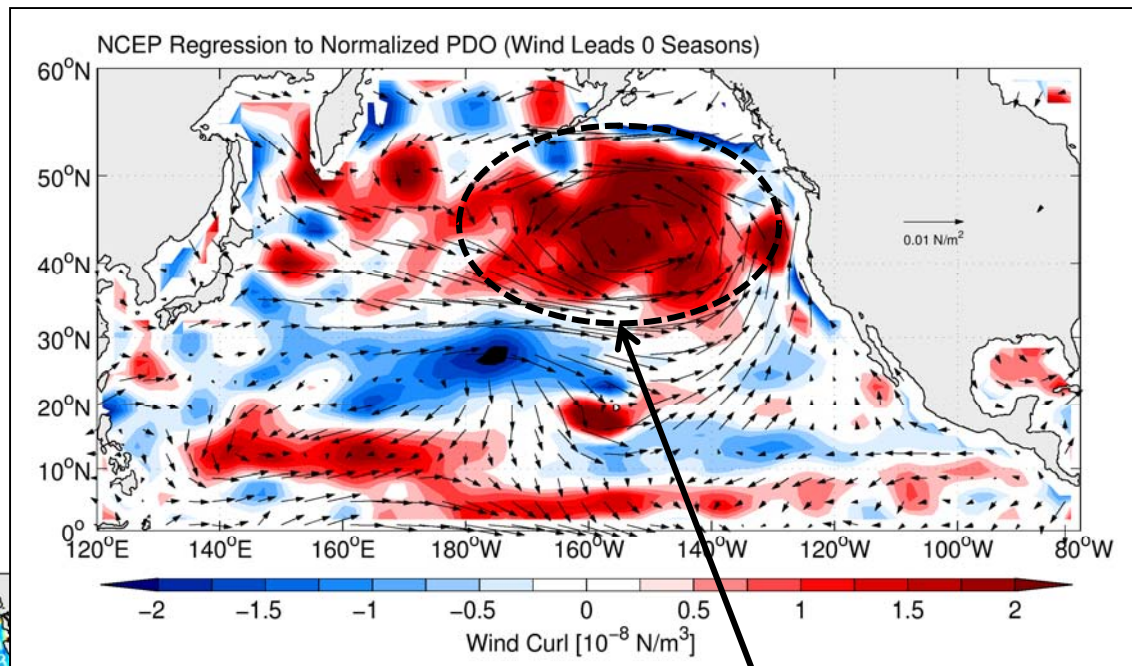 NCEP Regression to Normalized PDO (Wind Leads 0 Seasons)
60°N
50°N
40°N
30°N
20°N
10°N
0°
0.01 N/m²
120°E 140°E 160°E 180°E 160°W 140°W 120°W 100°W 80°W
−2 −1.5 −1 −0.5 0 0.5 1 1.5 2
Wind Curl [10⁻⁸ N/m³]